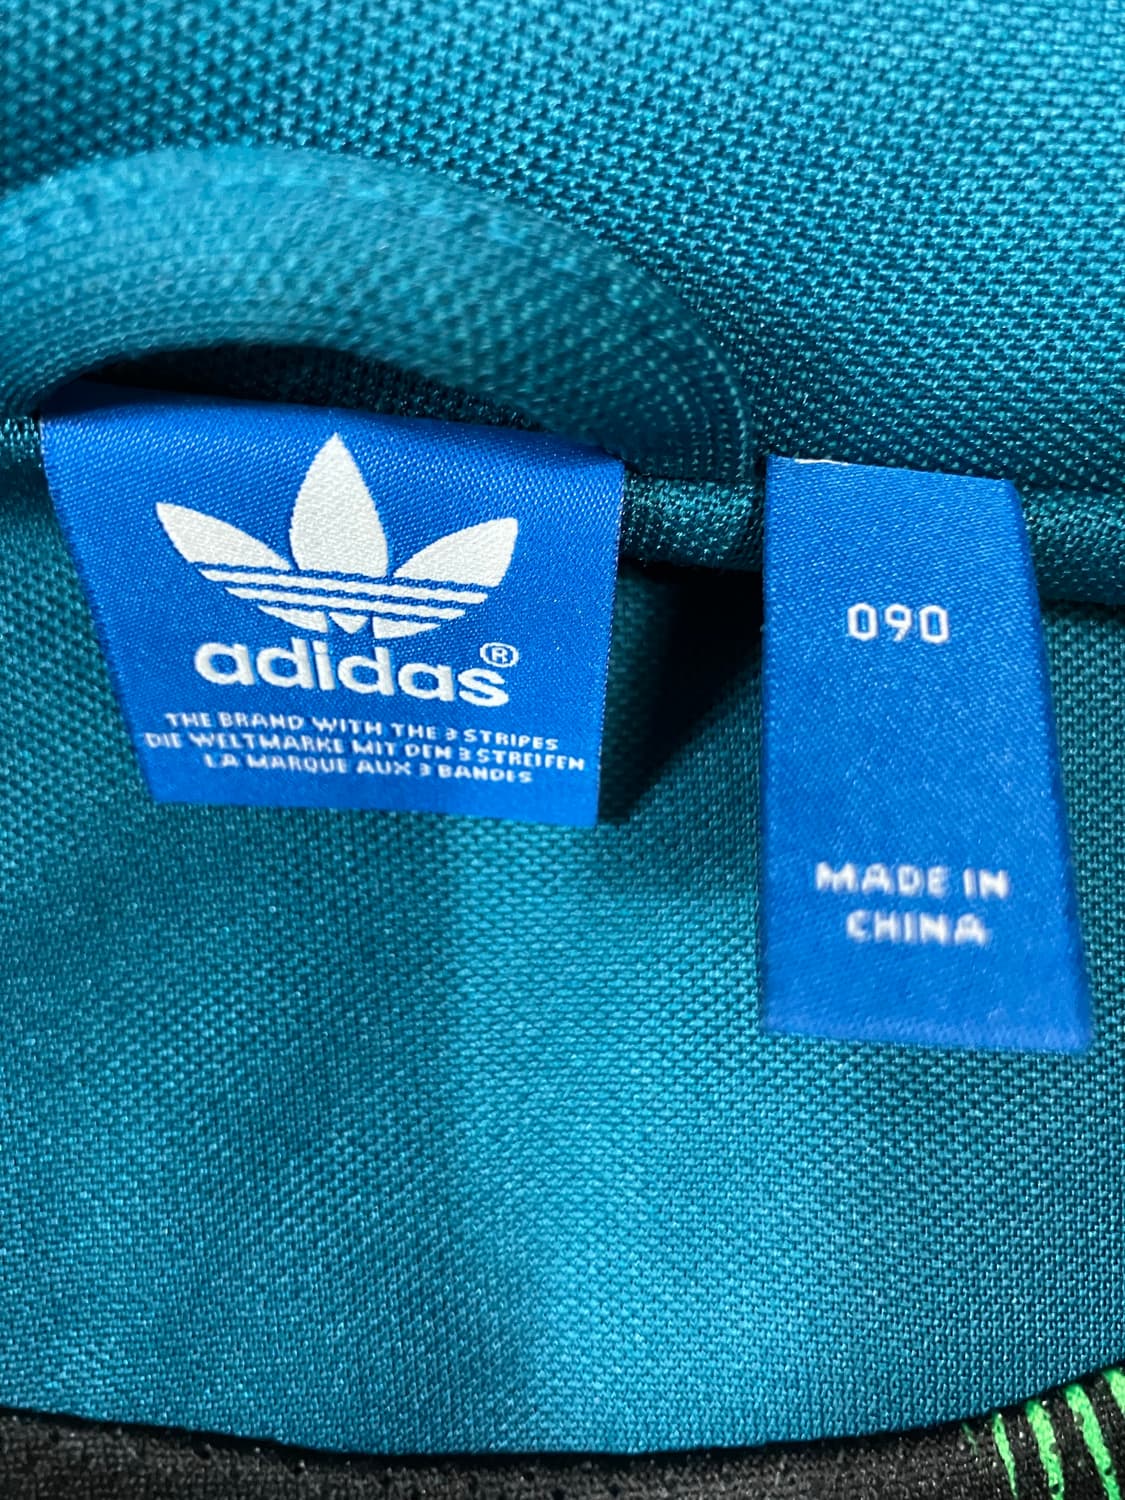 adidas®
THE BRAND WITH THE 3 STRIPES
DIE WELTMARKE MIT DEN 3 STREIFEN
LA MARQUE AUX 3 BANDES
090
MADE IN
CHINA